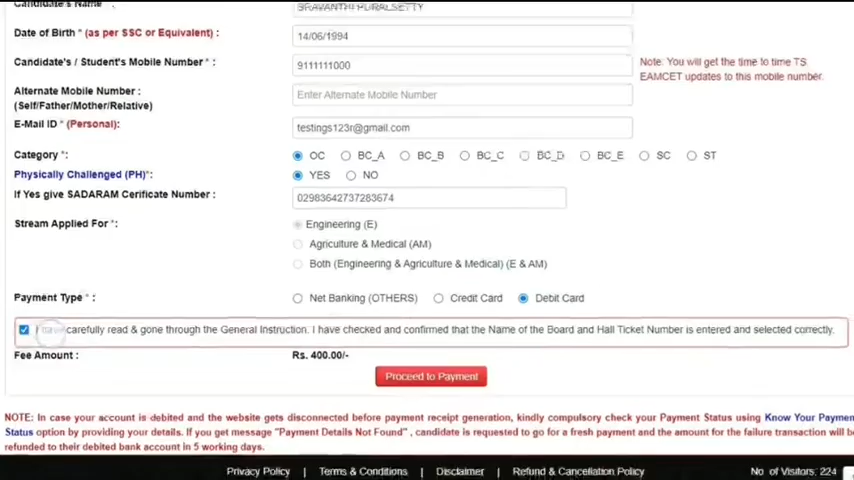 Candidate's Name * :
Date of Birth * (as per SSC or Equivalent) : 14/06/1994
Candidate's / Student's Mobile Number * : 9111111000 Note: You will get the time to time TS
EAMCET updates to this mobile number.
Alternate Mobile Number : Enter Alternate Mobile Number
(Self/Father/Mother/Relative)
E-Mail ID * (Personal): testings123r@gmail.com
Category *: OC BC_A BC_B BC_C BC_D BC_E SC ST
Physically Challenged (PH)*: YES NO
If Yes give SADARAM Cerificate Number : 02983642737283674
Stream Applied For *: Engineering (E)
Agriculture & Medical (AM)
Both (Engineering & Agriculture & Medical) (E & AM)
Payment Type * : Net Banking (OTHERS) Credit Card Debit Card
I have carefully read & gone through the General Instruction. I have checked and confirmed that the Name of the Board and Hall Ticket Number is entered and selected correctly.
Fee Amount : Rs. 400.00/-
Proceed to Payment
NOTE: In case your account is debited and the website gets disconnected before payment receipt generation, kindly compulsory check your Payment Status using Know Your Paymen
Status option by providing your details. If you get message "Payment Details Not Found" , candidate is requested to go for a fresh payment and the amount for the failure transaction will be
refunded to their debited bank account in 5 working days.
Privacy Policy | Terms & Conditions | Disclaimer | Refund & Cancellation Policy No of Visitors: 224